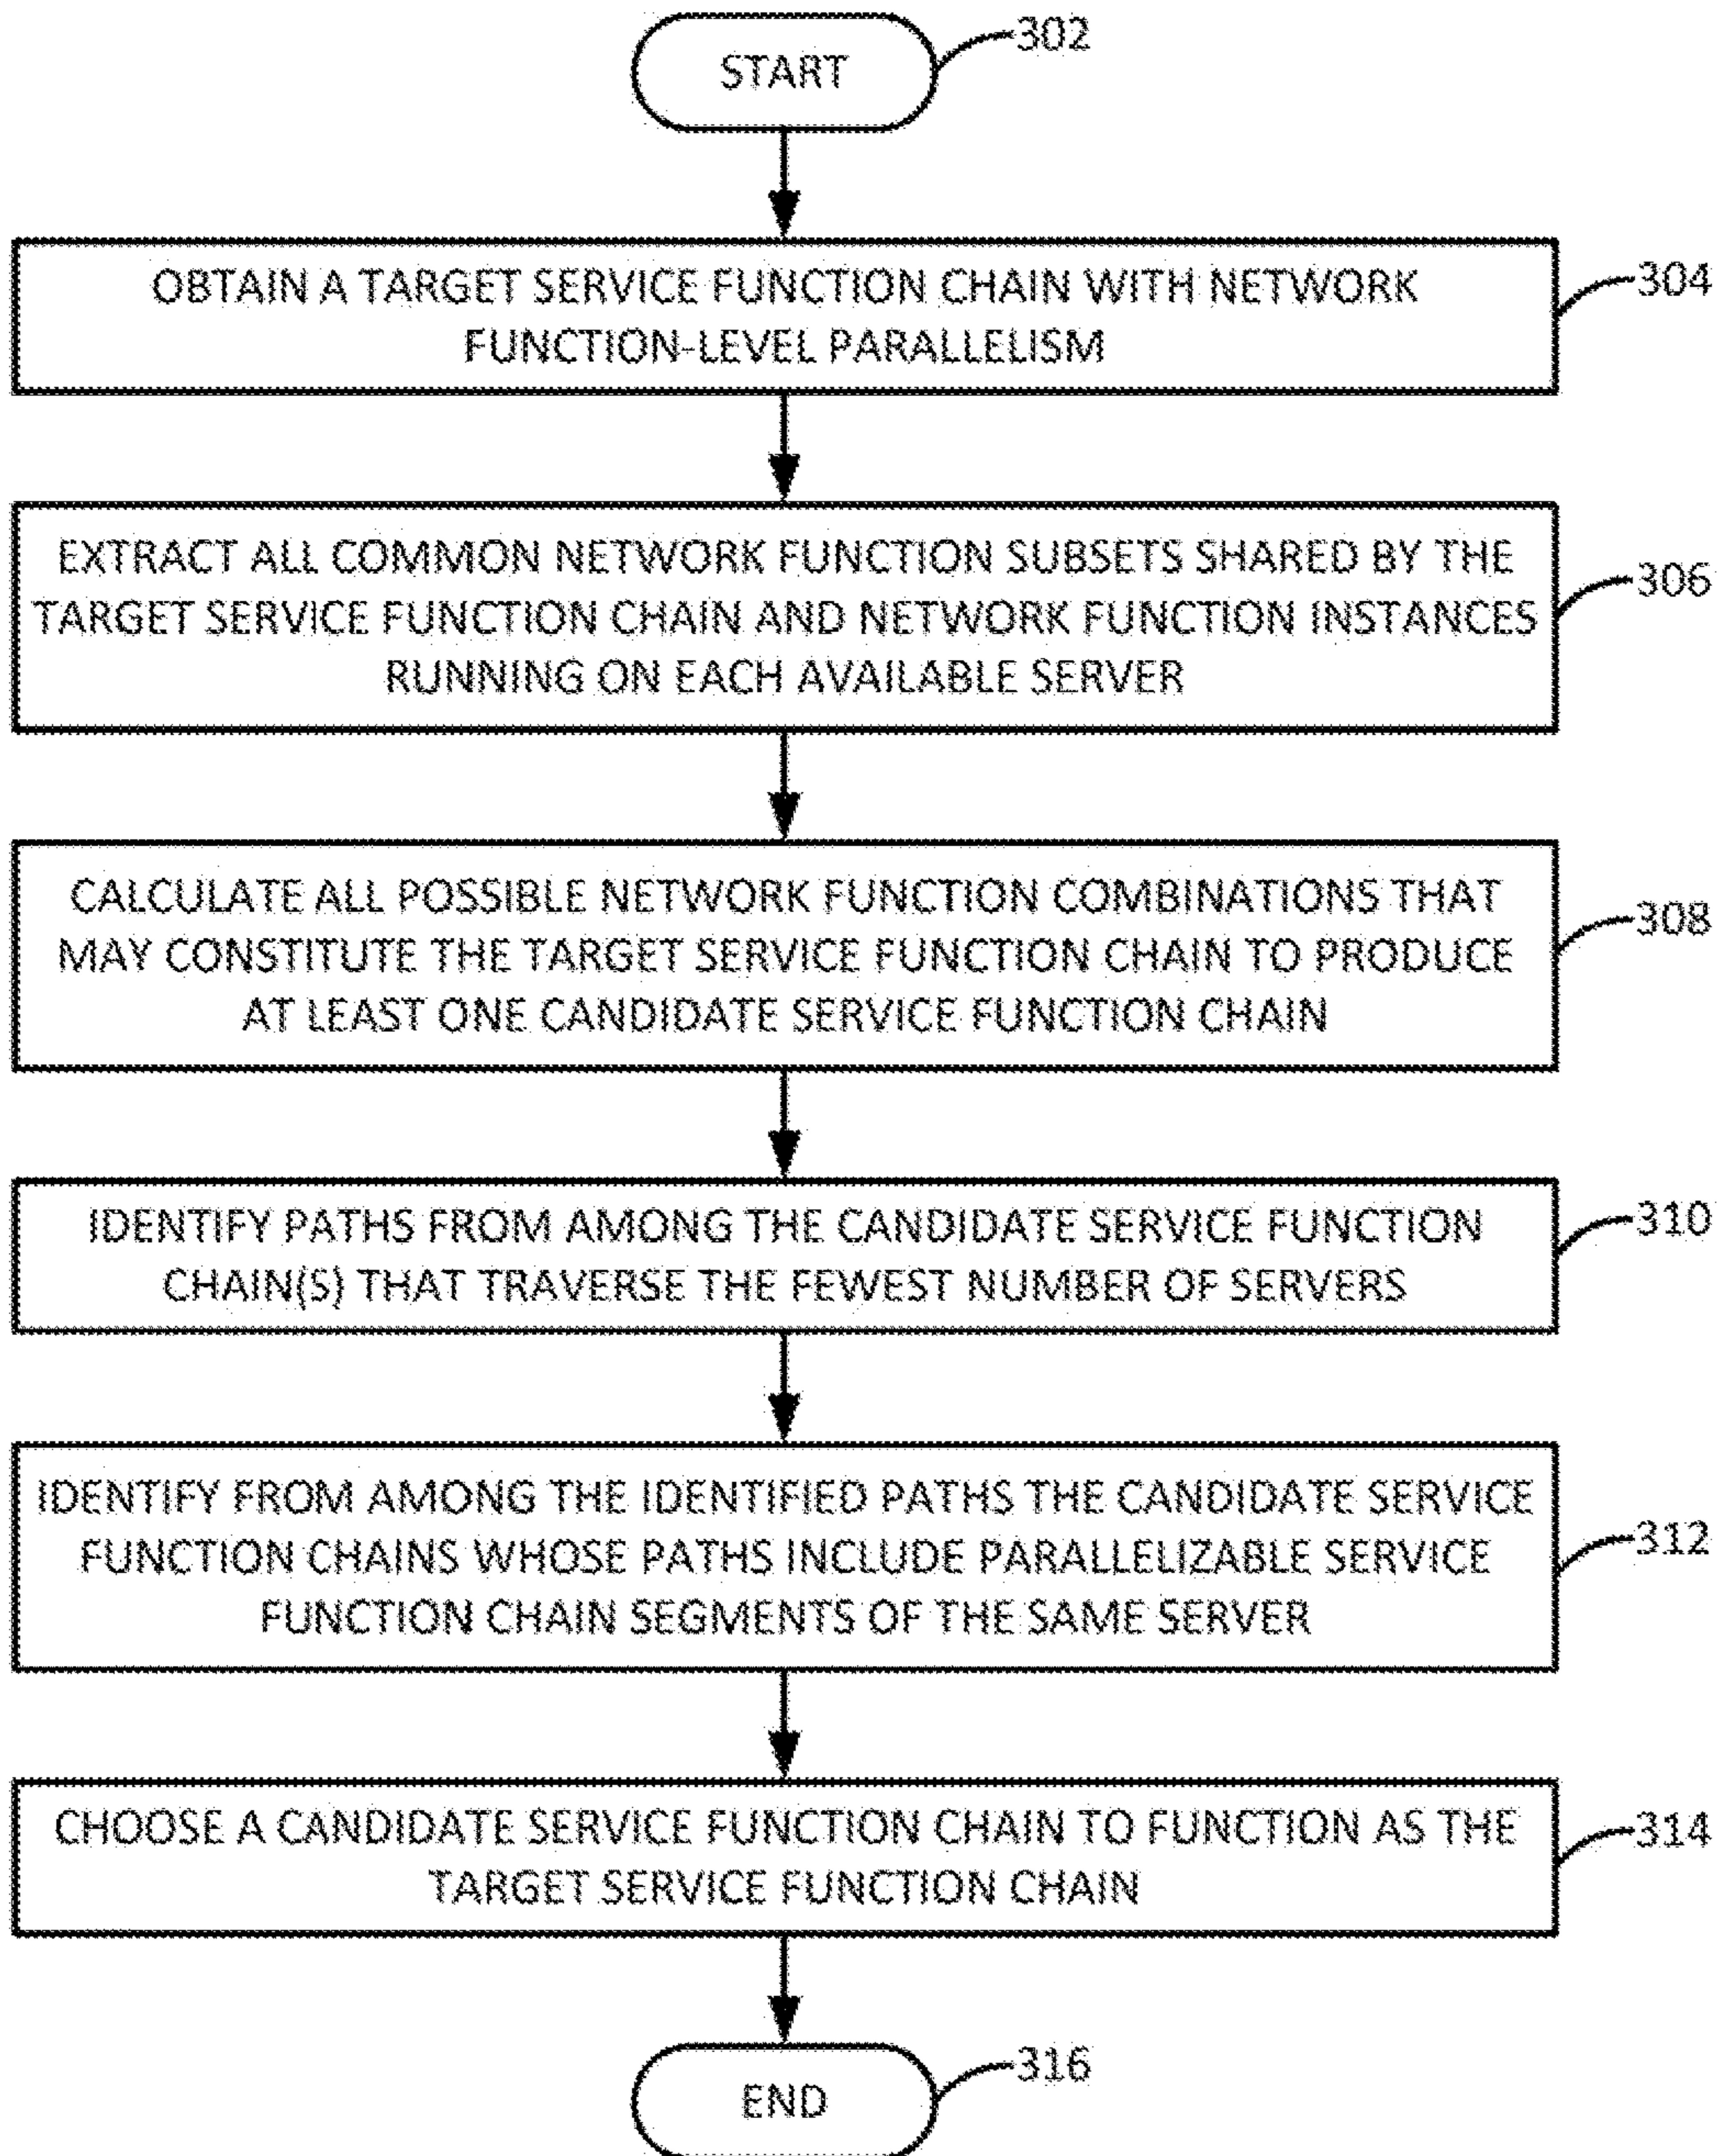 START
302
OBTAIN A TARGET SERVICE FUNCTION CHAIN WITH NETWORK
FUNCTION-LEVEL PARALLELISM
304
EXTRACT ALL COMMON NETWORK FUNCTION SUBSETS SHARED BY THE
TARGET SERVICE FUNCTION CHAIN AND NETWORK FUNCTION INSTANCES
RUNNING ON EACH AVAILABLE SERVER
306
CALCULATE ALL POSSIBLE NETWORK FUNCTION COMBINATIONS THAT
MAY CONSTITUTE THE TARGET SERVICE FUNCTION CHAIN TO PRODUCE
AT LEAST ONE CANDIDATE SERVICE FUNCTION CHAIN
308
IDENTIFY PATHS FROM AMONG THE CANDIDATE SERVICE FUNCTION
CHAIN(S) THAT TRAVERSE THE FEWEST NUMBER OF SERVERS
310
IDENTIFY FROM AMONG THE IDENTIFIED PATHS THE CANDIDATE SERVICE
FUNCTION CHAINS WHOSE PATHS INCLUDE PARALLELIZABLE SERVICE
FUNCTION CHAIN SEGMENTS OF THE SAME SERVER
312
CHOOSE A CANDIDATE SERVICE FUNCTION CHAIN TO FUNCTION AS THE
TARGET SERVICE FUNCTION CHAIN
314
END
316